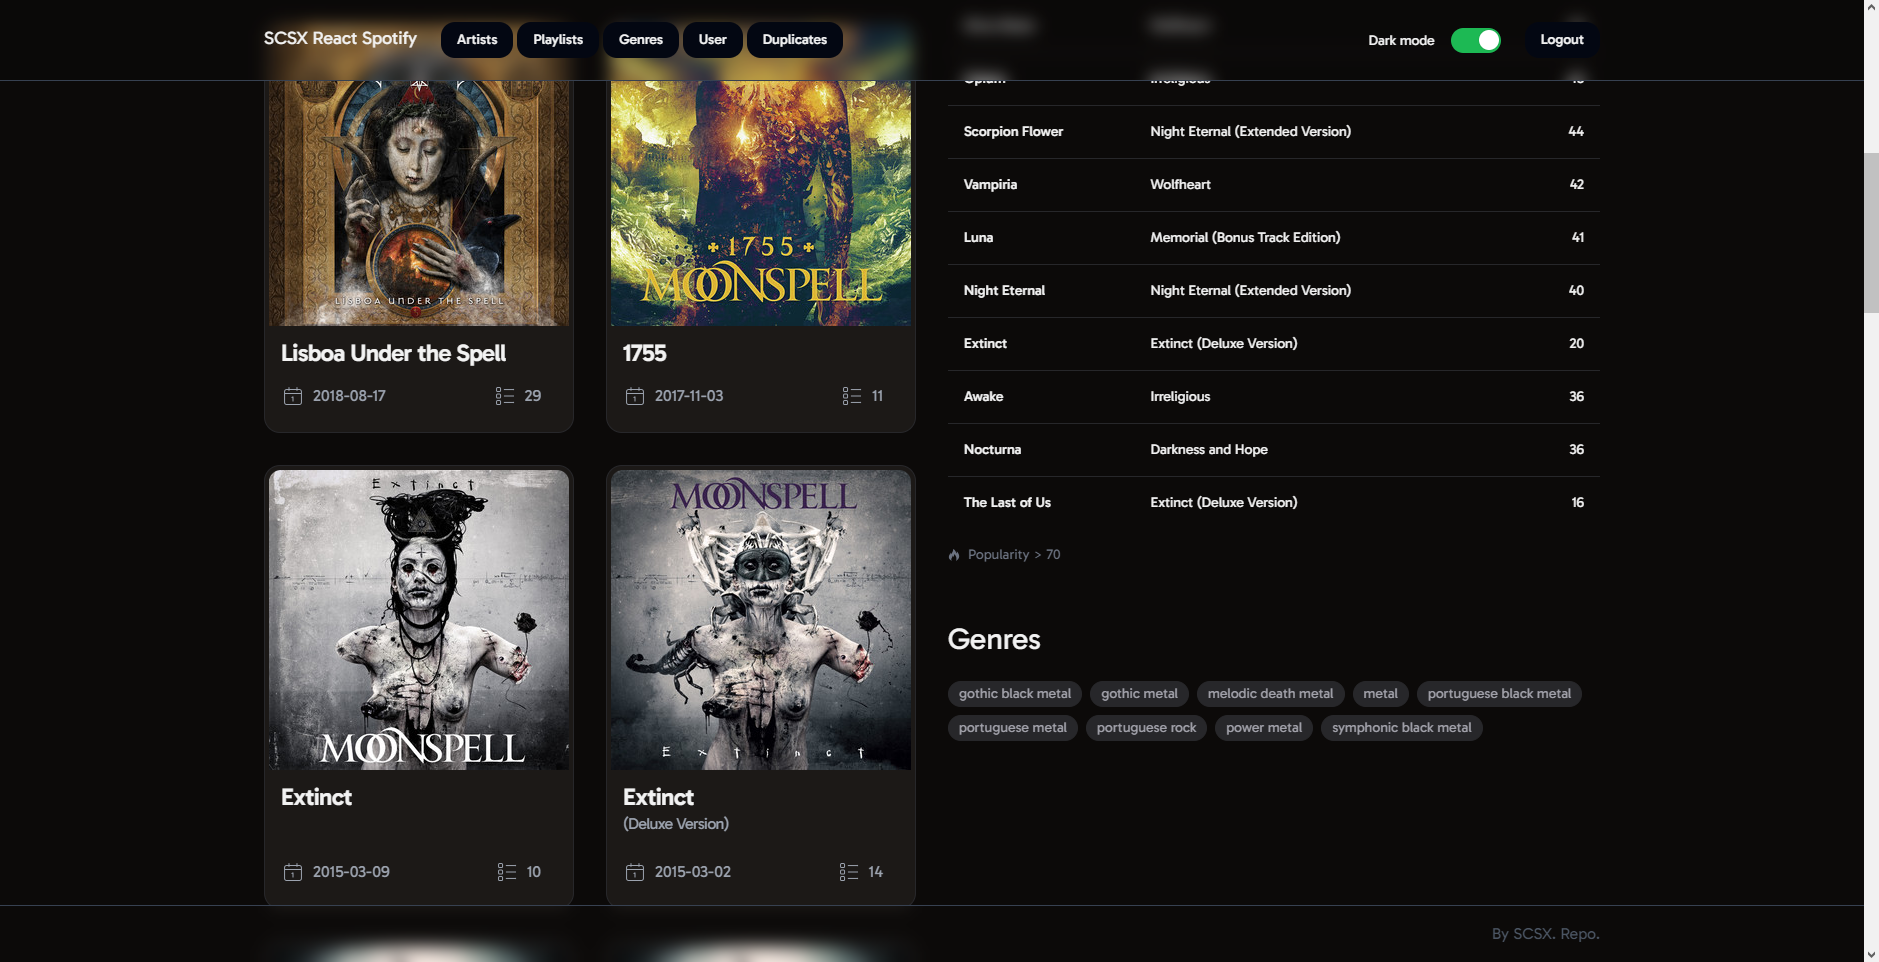 SCSX React Spotify
Artists
Playlists
Genres
User
Duplicates
Dark mode
Logout
LISBOA UNDER THE SPELL
Lisboa Under the Spell
2018-08-17
29
1755
MOONSPELL
1755
2017-11-03
11
Extinct
MOONSPELL
Extinct
2015-03-09
10
MOONSPELL
Extinct
Extinct
(Deluxe Version)
2015-03-02
14
Opium Irreligious
Scorpion Flower Night Eternal (Extended Version) 44
Vampiria Wolfheart 42
Luna Memorial (Bonus Track Edition) 41
Night Eternal Night Eternal (Extended Version) 40
Extinct Extinct (Deluxe Version) 20
Awake Irreligious 36
Nocturna Darkness and Hope 36
The Last of Us Extinct (Deluxe Version) 16
Popularity > 70
Genres
gothic black metal gothic metal melodic death metal metal portuguese black metal
portuguese metal portuguese rock power metal symphonic black metal
By SCSX. Repo.